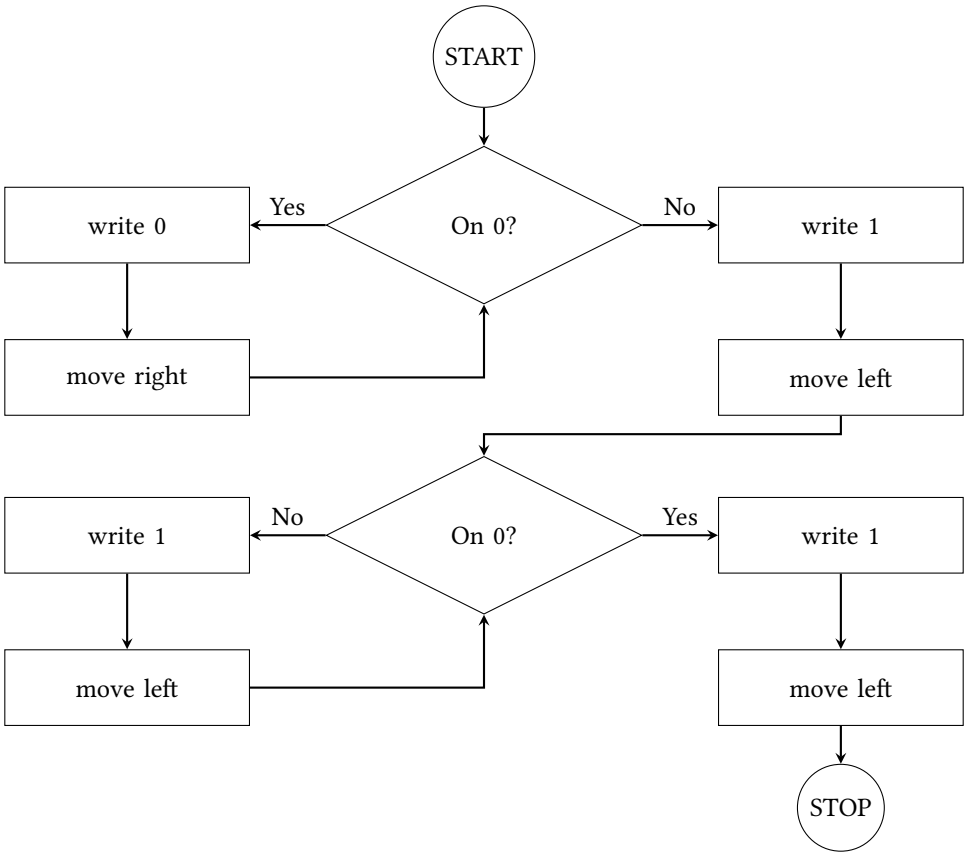 START
Yes
No
write 0
On 0?
write 1
move right
move left
No
Yes
write 1
On 0?
write 1
move left
move left
STOP